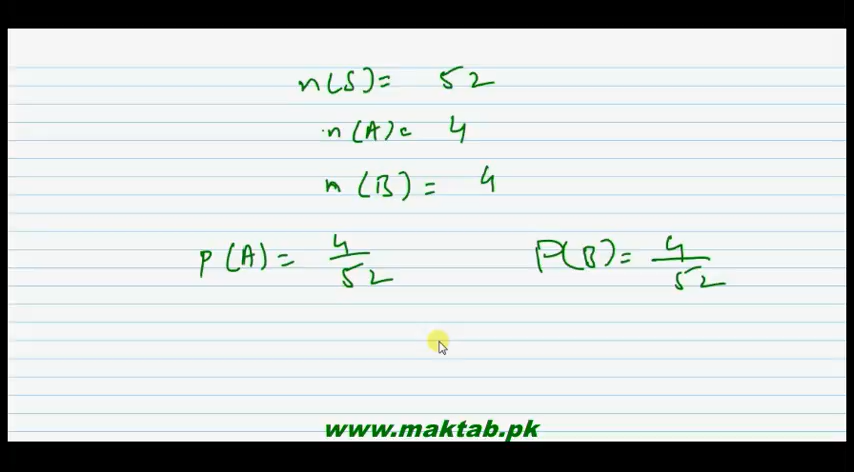 n(S)= 52
n(A)= 4
n(B)= 4
P(A)= 4/52 P(B)= 4/52
www.maktab.pk